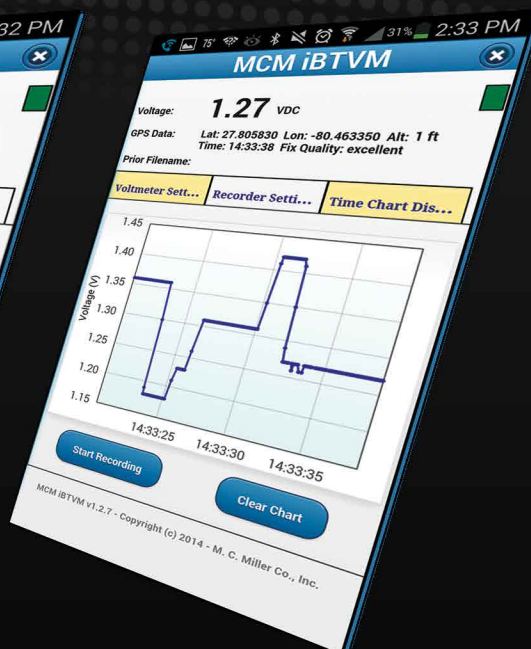 32 PM
75° 31% 2:33 PM
MCM iBTVM
Voltage: 1.27 VDC
GPS Data: Lat: 27.805830 Lon: -80.463350 Alt: 1 ft
Time: 14:33:38 Fix Quality: excellent
Prior Filename:
Voltmeter Sett... Recorder Setti... Time Chart Dis...
Voltage (V)
1.45
1.40
1.35
1.30
1.25
1.20
1.15
14:33:25 14:33:30 14:33:35
Start Recording Clear Chart
MCM iBTVM v1.2.7 - Copyright (c) 2014 - M. C. Miller Co., Inc.